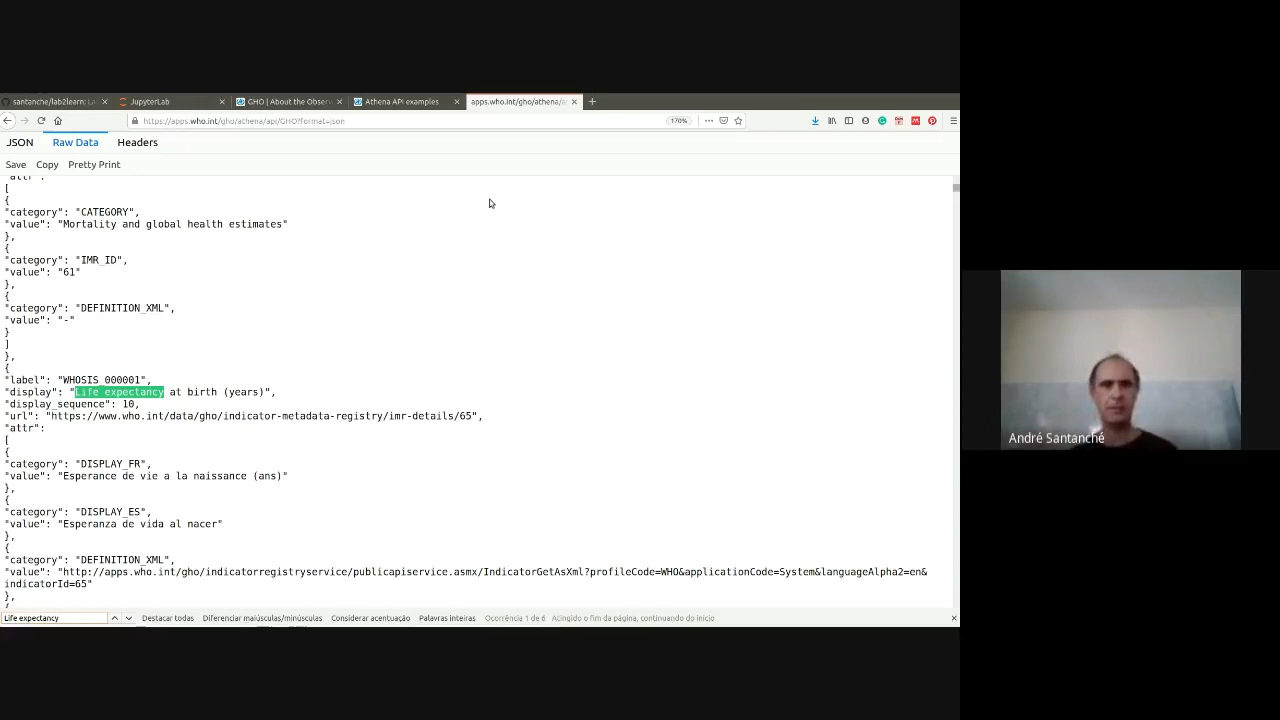 santanche/lab2learn: La
JupyterLab
GHO | About the Observ
Athena API examples
apps.who.int/gho/athena/a
https://apps.who.int/gho/athena/api/GHO?format=json
170%
JSON
Raw Data
Headers
Save
Copy
Pretty Print
"attr":
[
{
"category": "CATEGORY",
"value": "Mortality and global health estimates"
},
{
"category": "IMR_ID",
"value": "61"
},
{
"category": "DEFINITION_XML",
"value": "-"
}
]
},
{
"label": "WHOSIS_000001",
"display": "Life expectancy at birth (years)",
"display_sequence": 10,
"url": "https://www.who.int/data/gho/indicator-metadata-registry/imr-details/65",
"attr":
[
{
"category": "DISPLAY_FR",
"value": "Esperance de vie a la naissance (ans)"
},
{
"category": "DISPLAY_ES",
"value": "Esperanza de vida al nacer"
},
{
"category": "DEFINITION_XML",
"value": "http://apps.who.int/gho/indicatorregistryservice/publicapiservice.asmx/IndicatorGetAsXml?profileCode=WHO&applicationCode=System&languageAlpha2=en&
indicatorId=65"
},
{
Life expectancy
Destacar todas
Diferenciar maiúsculas/minúsculas
Considerar acentuação
Palavras inteiras
Ocorrência 1 de 6
Atingido o fim da página, continuando do início
André Santanchè